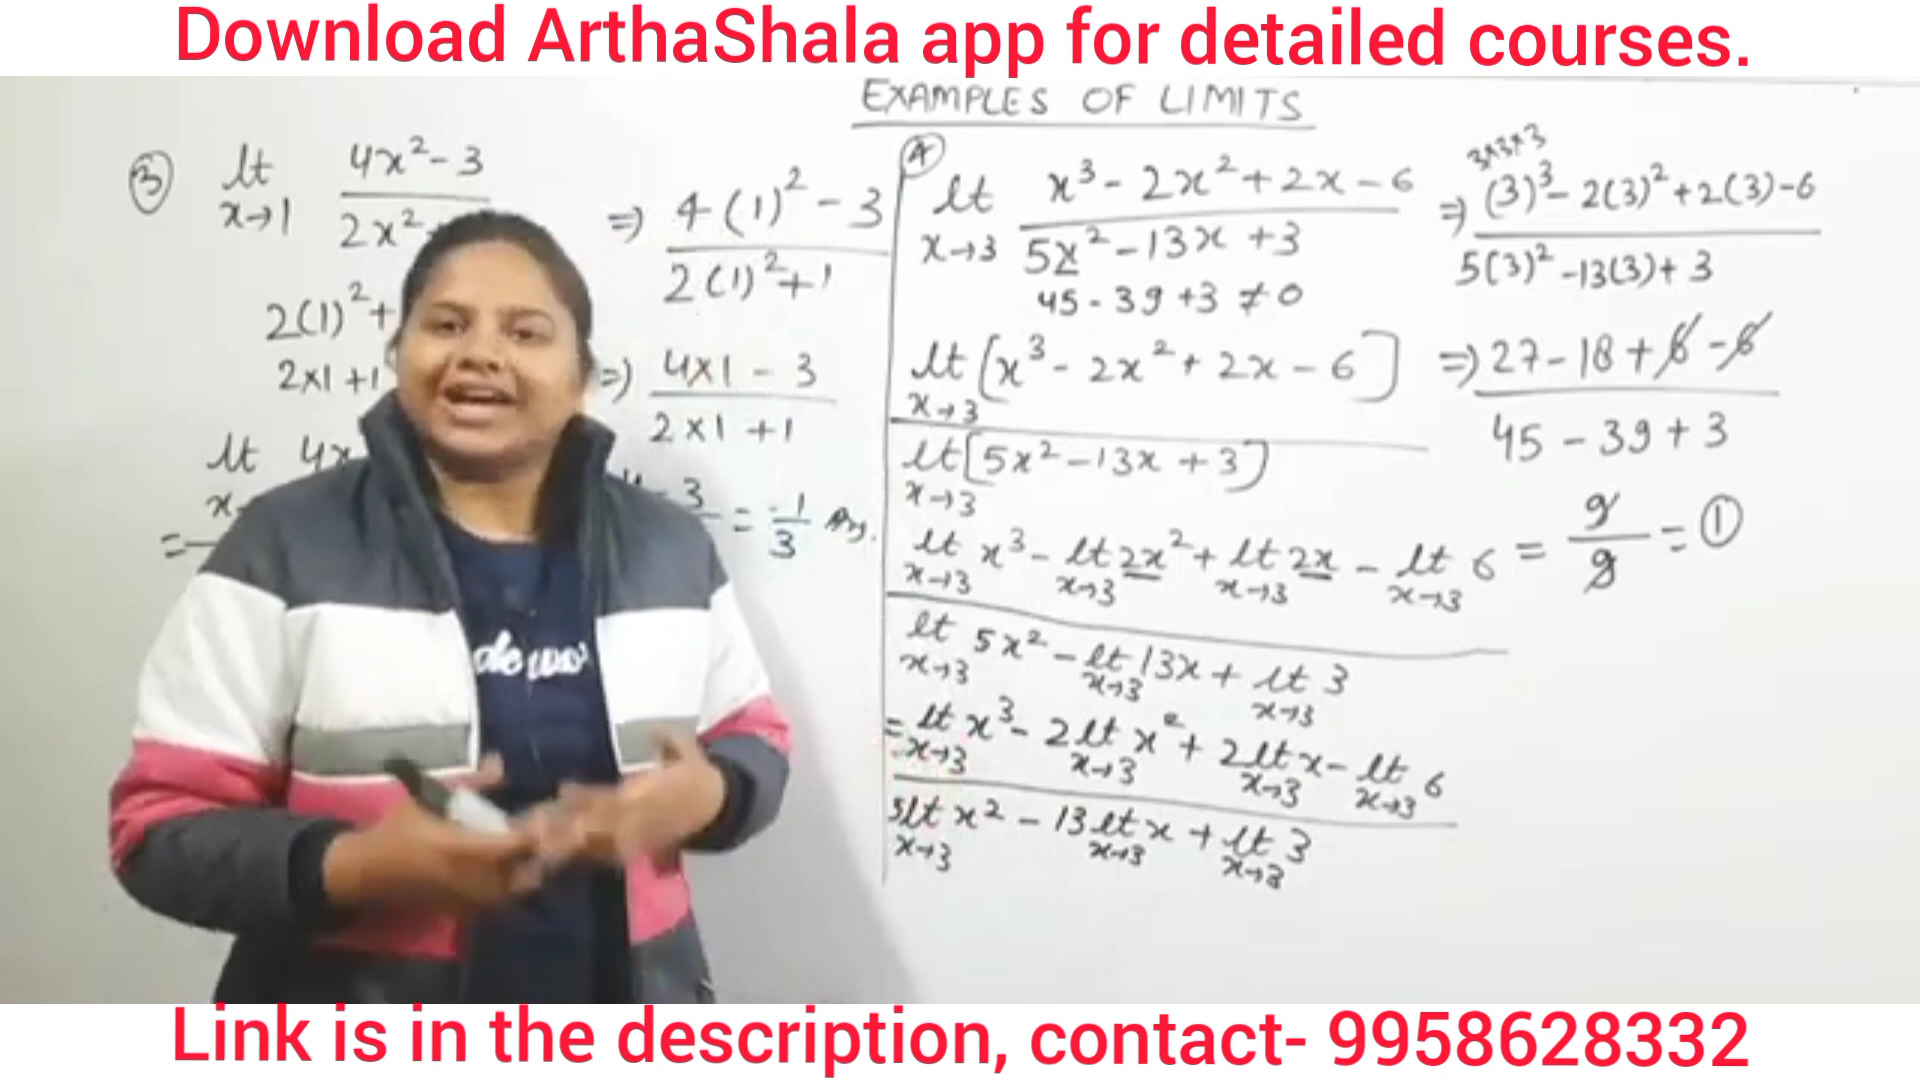 Download ArthaShala app for detailed courses.
EXAMPLES OF LIMITS
③ lt 4x² - 3
x→1 2x²
2(1)² +
2x1 +1
lt 4x
=
⇒ 4(1)² - 3
2(1)² + 1
⇒ 4x1 - 3
2x1 + 1
- 3 = 1 Ans.
3
④
lt x³ - 2x² + 2x - 6
x→3 5x² - 13x + 3
45 - 39 + 3 ≠ 0
lt [x³ - 2x² + 2x - 6]
x→3
lt [5x² - 13x + 3]
x→3
lt x³ - lt 2x² + lt 2x - lt 6
x→3 x→3 x→3 x→3
lt 5x² - lt 13x + lt 3
x→3 x→3 x→3
= lt x³ - 2 lt x² + 2 lt x - lt 6
x→3 x→3 x→3 x→3
5 lt x² - 13 lt x + lt 3
x→3 x→3 x→3
3x3x3
⇒ (3)³ - 2(3)² + 2(3) - 6
5(3)² - 13(3) + 3
⇒ 27 - 18 + 6 - 6
45 - 39 + 3
= 9 = ①
9
de wo
Link is in the description, contact- 9958628332